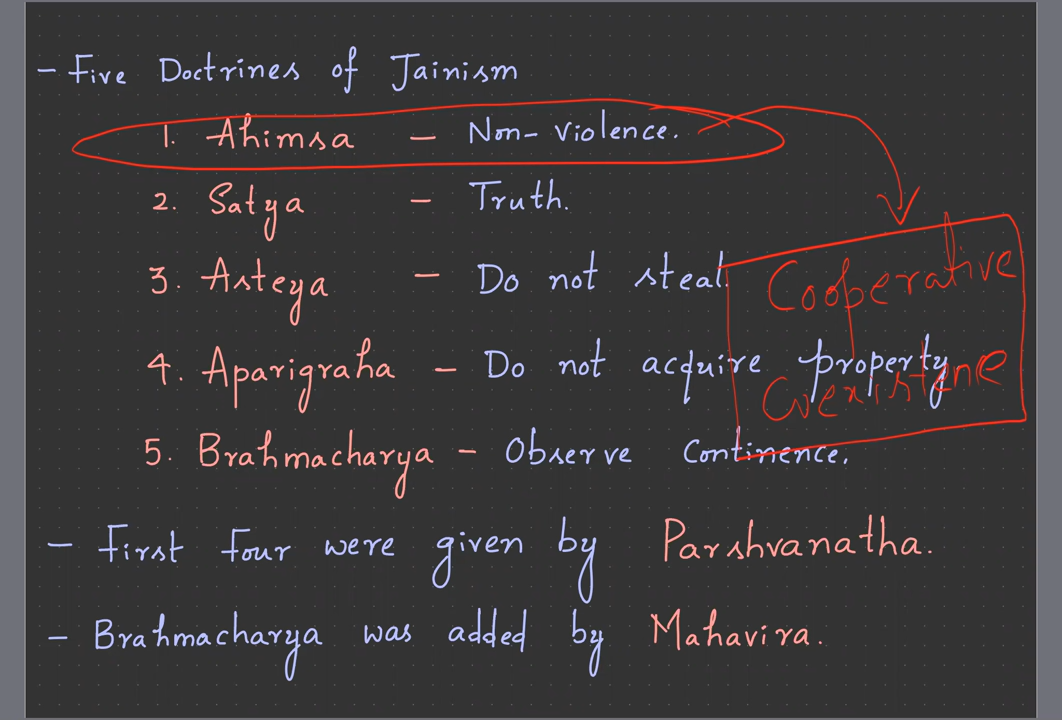 - Five Doctrines of Jainism
1. Ahimsa - Non-violence.
2. Satya - Truth.
3. Asteya - Do not steal.
Cooperative
4. Aparigraha - Do not acquire property
5. Brahmacharya - Observe Continence.
- First four were given by Parshvanatha.
- Brahmacharya was added by Mahavira.